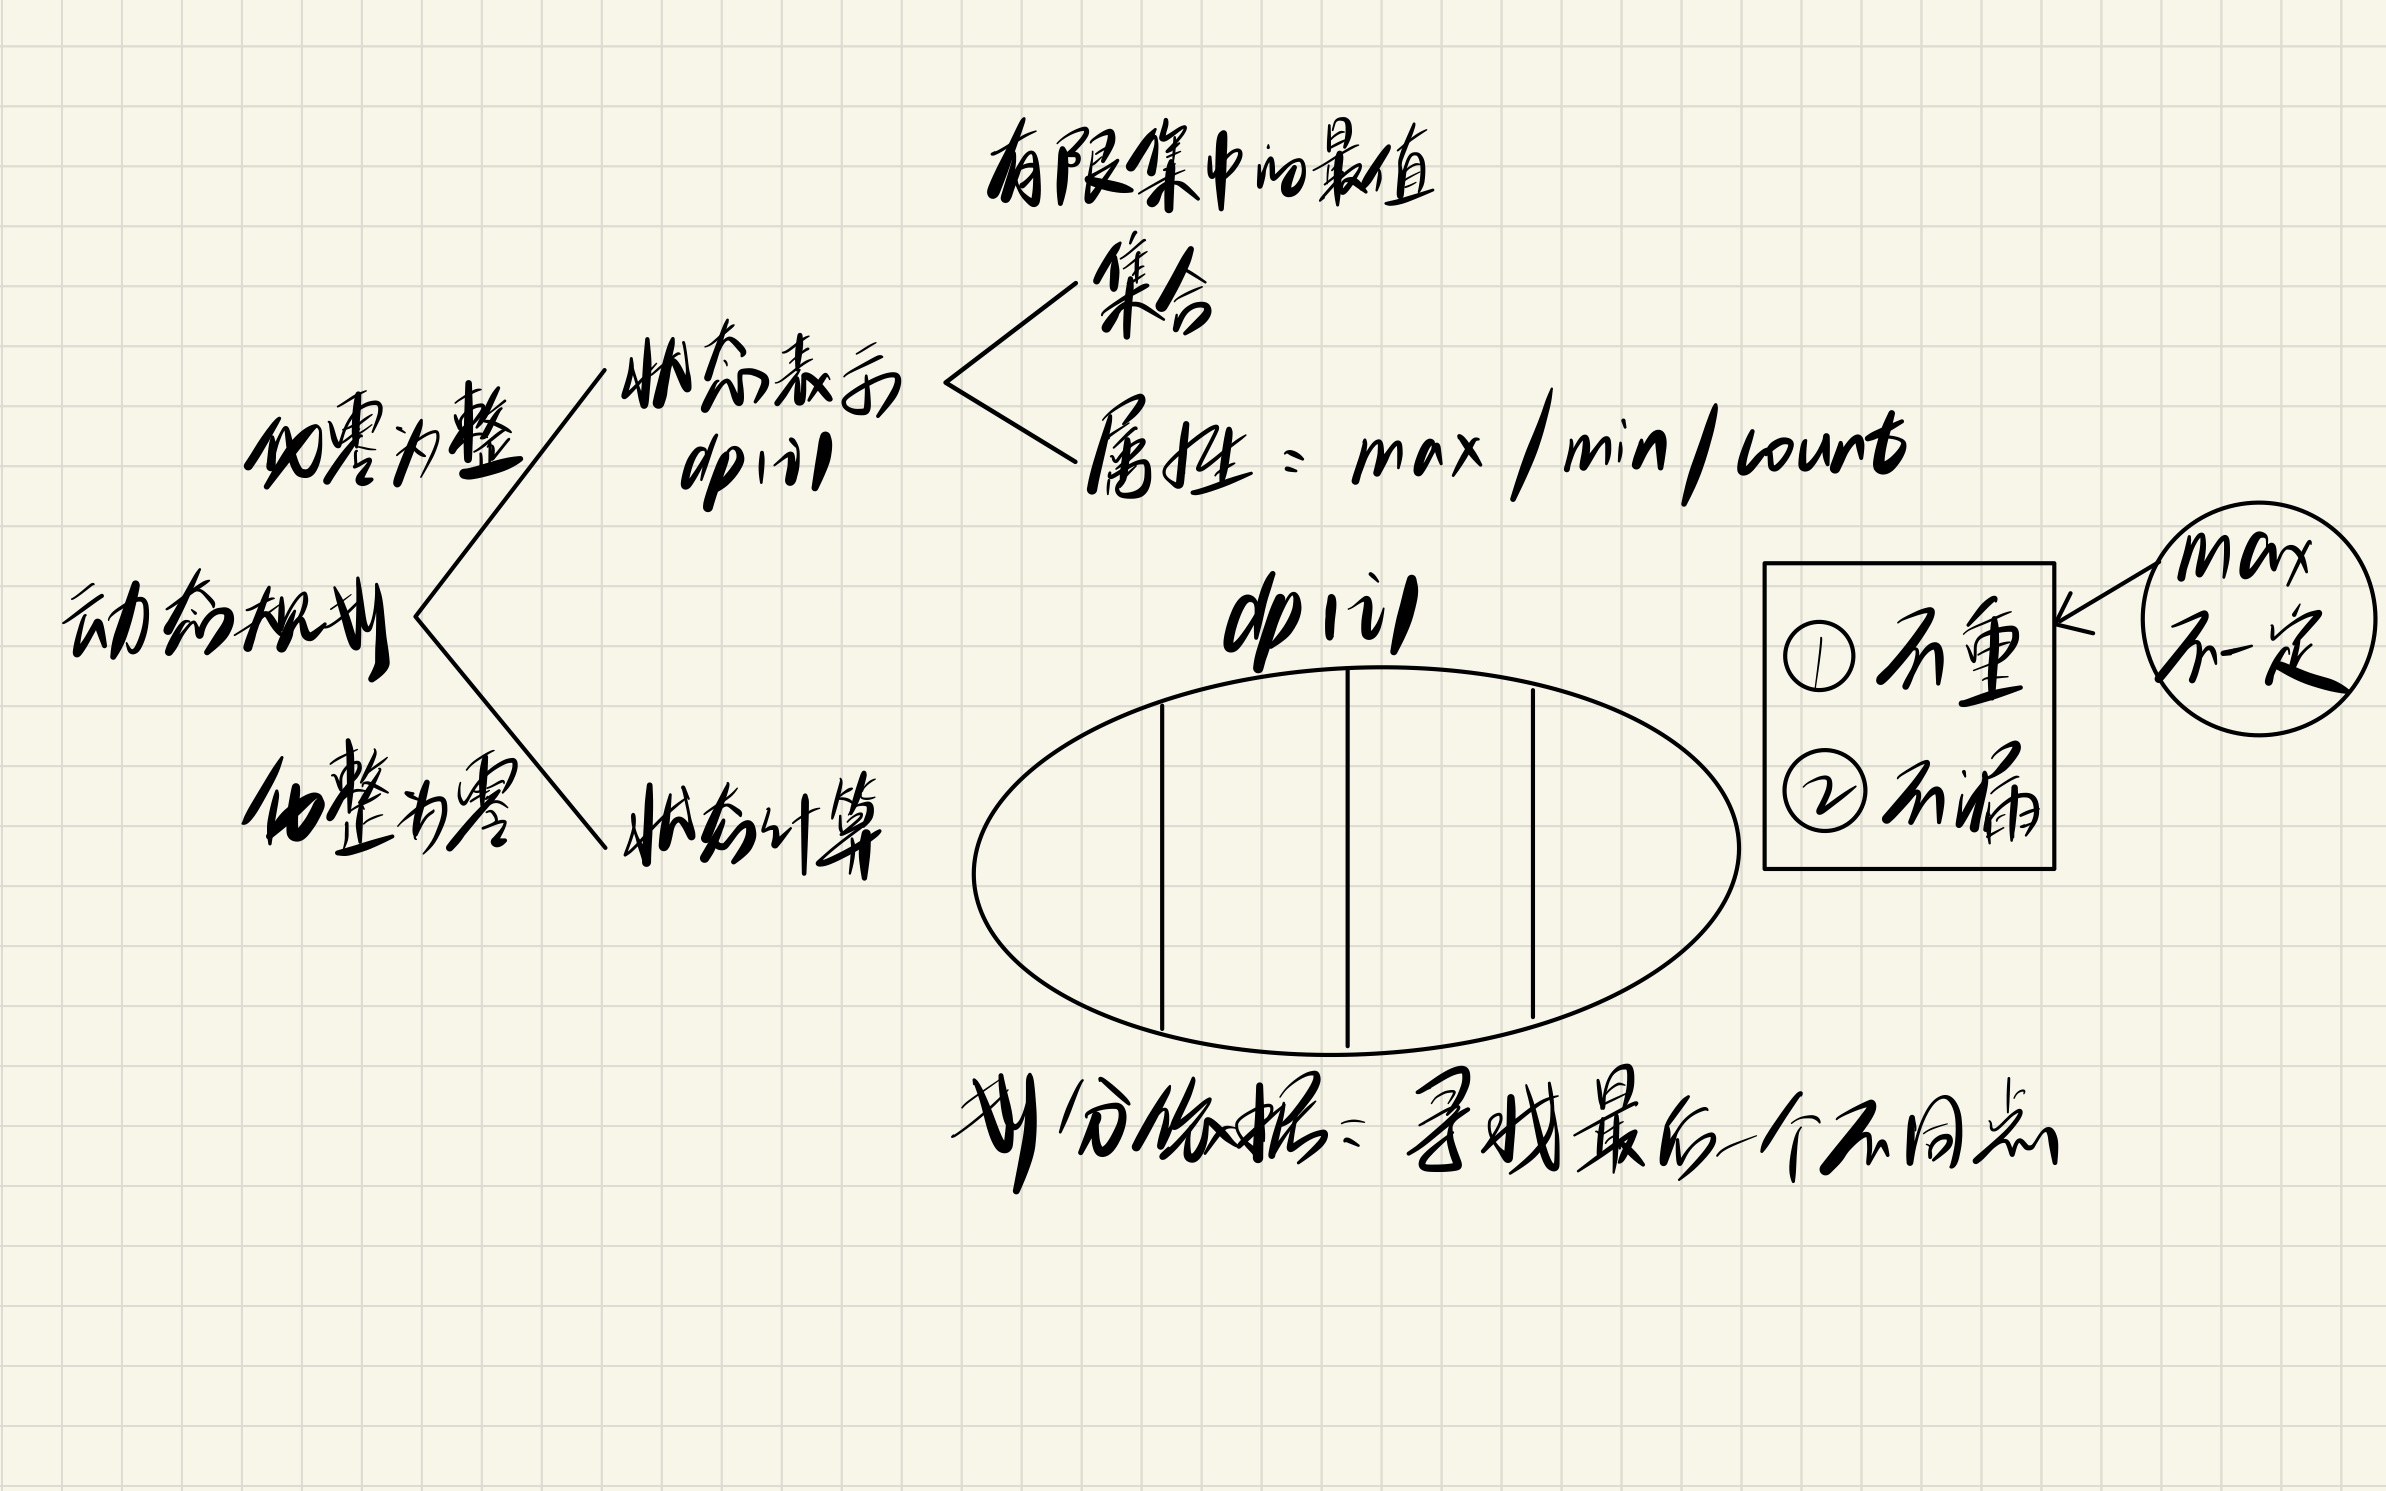 有限集中的最值
集合
状态表示
化零为整
dp[i]
属性：max/min/count
动态规划
dp[i]
max
不一定
① 不重
② 不漏
化整为零
状态计算
划分依据：寻找最后一个不同点